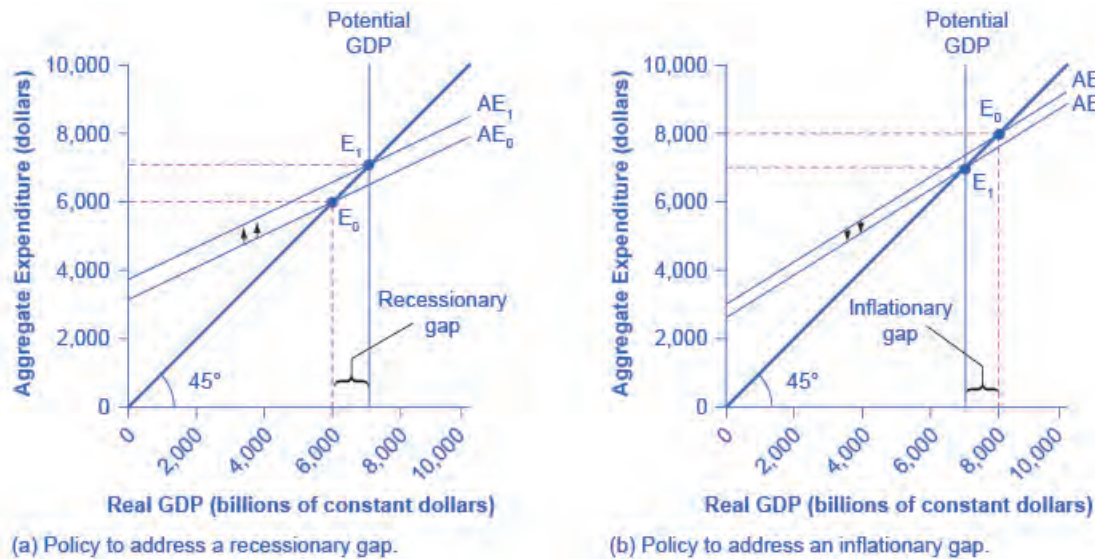 Potential
GDP
Aggregate Expenditure (dollars)
10,000
8,000
6,000
4,000
2,000
0
E₁
E₀
AE₁
AE₀
Recessionary
gap
45°
0
2,000
4,000
6,000
8,000
10,000
Real GDP (billions of constant dollars)
(a) Policy to address a recessionary gap.
Potential
GDP
Aggregate Expenditure (dollars)
10,000
8,000
6,000
4,000
2,000
0
E₀
E₁
AE
AE
Inflationary
gap
45°
0
2,000
4,000
6,000
8,000
10,000
Real GDP (billions of constant dollars)
(b) Policy to address an inflationary gap.